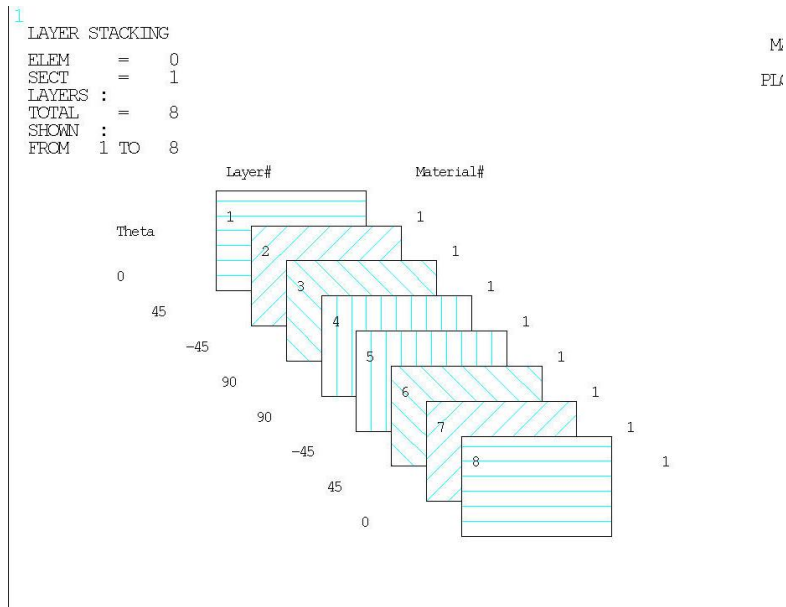 1
LAYER STACKING
ELEM = 0
SECT = 1
LAYERS :
TOTAL = 8
SHOWN :
FROM 1 TO 8
Layer# Material#
Theta
1 1
2 1
0 3 1
45 4 1
-45 5 1
90 6 1
90 7 1
-45 8 1
45
0